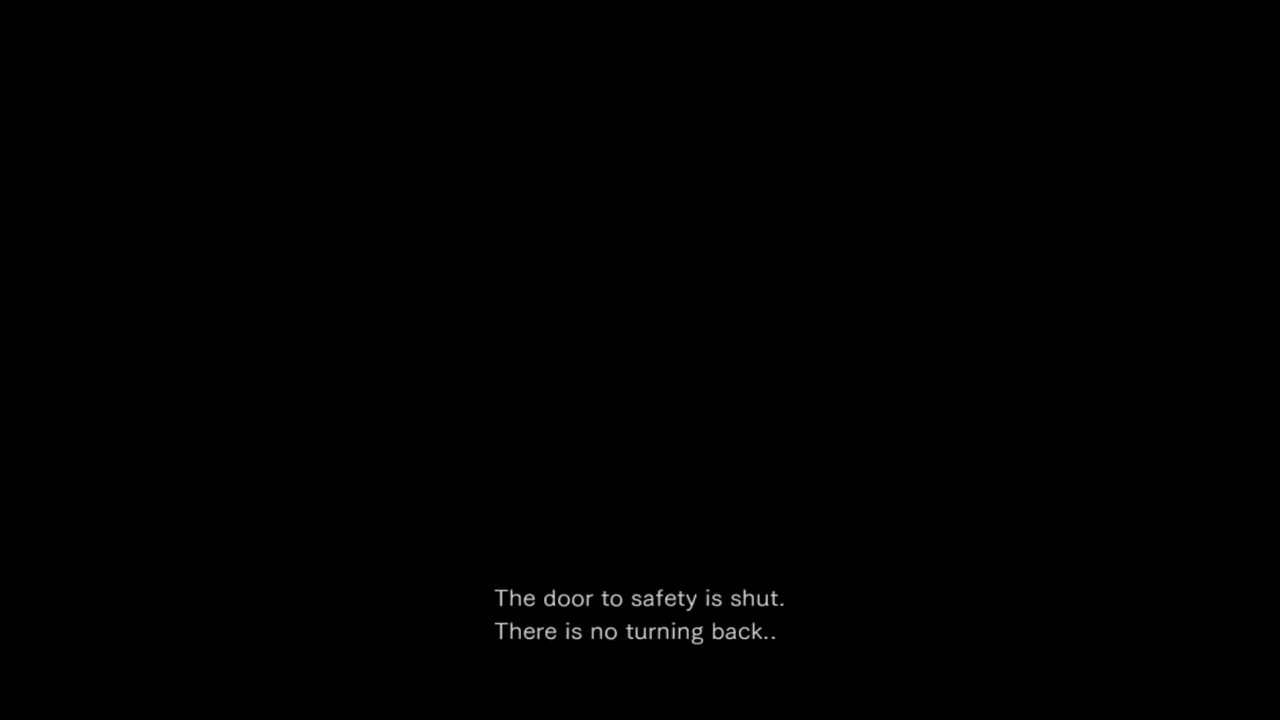 The door to safety is shut.
There is no turning back..